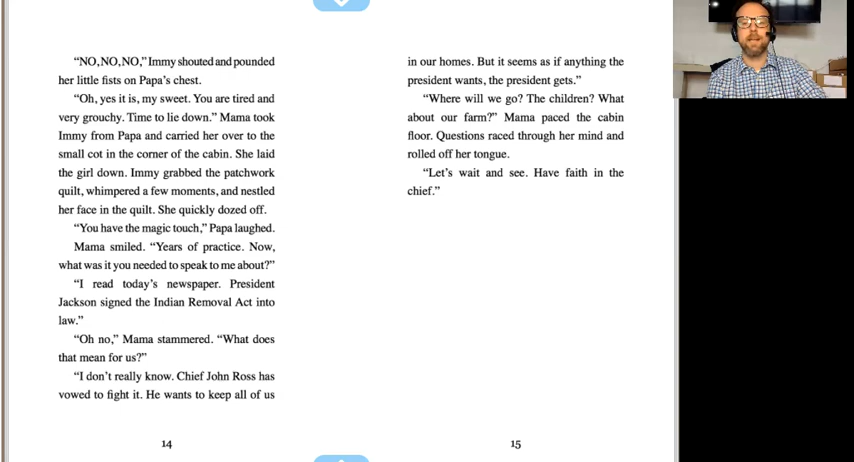 “NO, NO, NO,” Immy shouted and pounded
her little fists on Papa’s chest.
“Oh, yes it is, my sweet. You are tired and
very grouchy. Time to lie down.” Mama took
Immy from Papa and carried her over to the
small cot in the corner of the cabin. She laid
the girl down. Immy grabbed the patchwork
quilt, whimpered a few moments, and nestled
her face in the quilt. She quickly dozed off.
“You have the magic touch,” Papa laughed.
Mama smiled. “Years of practice. Now,
what was it you needed to speak to me about?”
“I read today’s newspaper. President
Jackson signed the Indian Removal Act into
law.”
“Oh no,” Mama stammered. “What does
that mean for us?”
“I don’t really know. Chief John Ross has
vowed to fight it. He wants to keep all of us
14
in our homes. But it seems as if anything the
president wants, the president gets.”
“Where will we go? The children? What
about our farm?” Mama paced the cabin
floor. Questions raced through her mind and
rolled off her tongue.
“Let’s wait and see. Have faith in the
chief.”
15